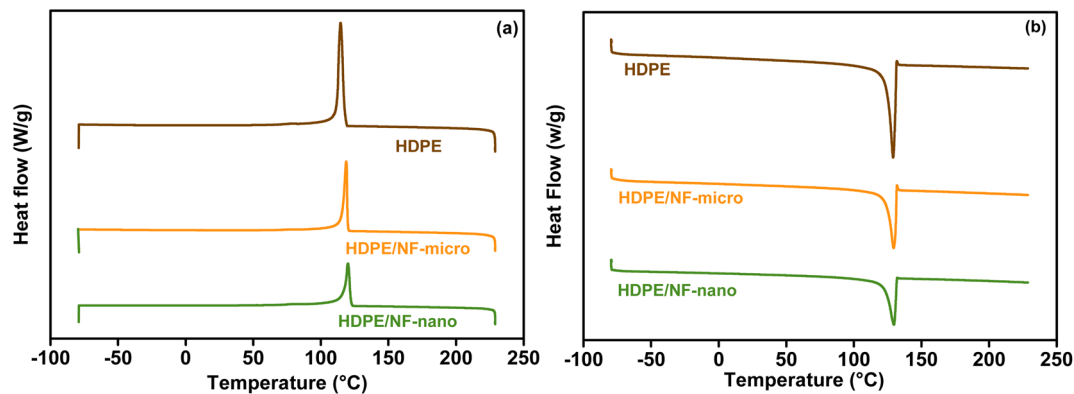 (a)
Heat flow (W/g)
HDPE
HDPE/NF-micro
HDPE/NF-nano
-100 -50 0 50 100 150 200 250
Temperature (°C)
(b)
Heat Flow (w/g)
HDPE
HDPE/NF-micro
HDPE/NF-nano
-100 -50 0 50 100 150 200 250
Temperature (°C)